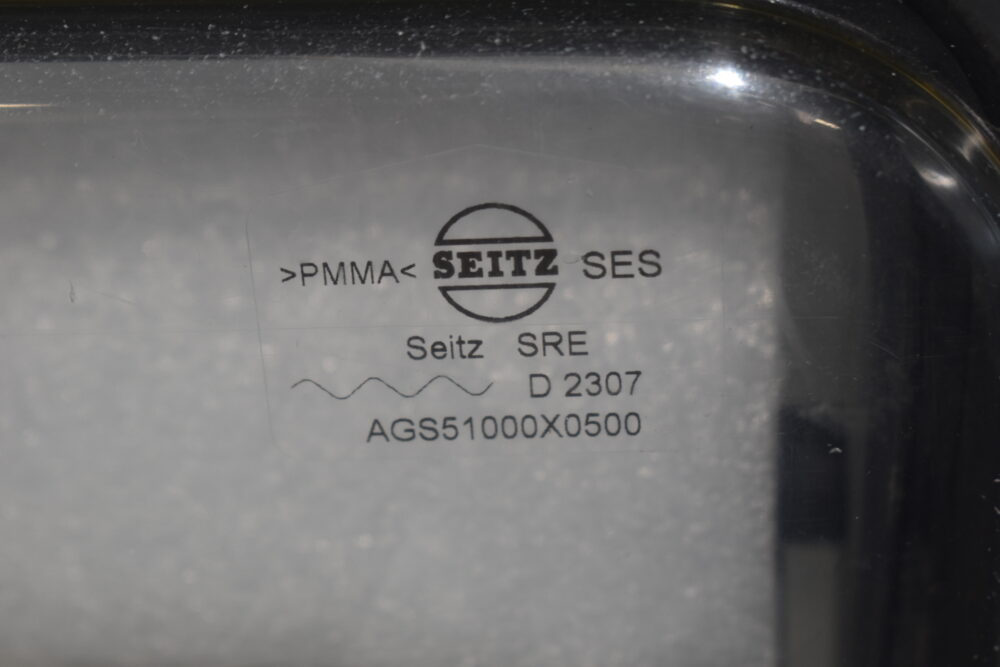 >PMMA< SEITZ SES
Seitz SRE
D 2307
AGS51000X0500